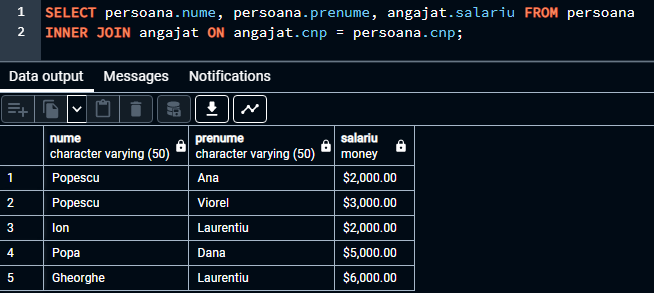 1 SELECT persoana.nume, persoana.prenume, angajat.salariu FROM persoana
2 INNER JOIN angajat ON angajat.cnp = persoana.cnp;
Data output Messages Notifications
nume prenume salariu
character varying (50) character varying (50) money
1 Popescu Ana $2,000.00
2 Popescu Viorel $3,000.00
3 Ion Laurentiu $2,000.00
4 Popa Dana $5,000.00
5 Gheorghe Laurentiu $6,000.00